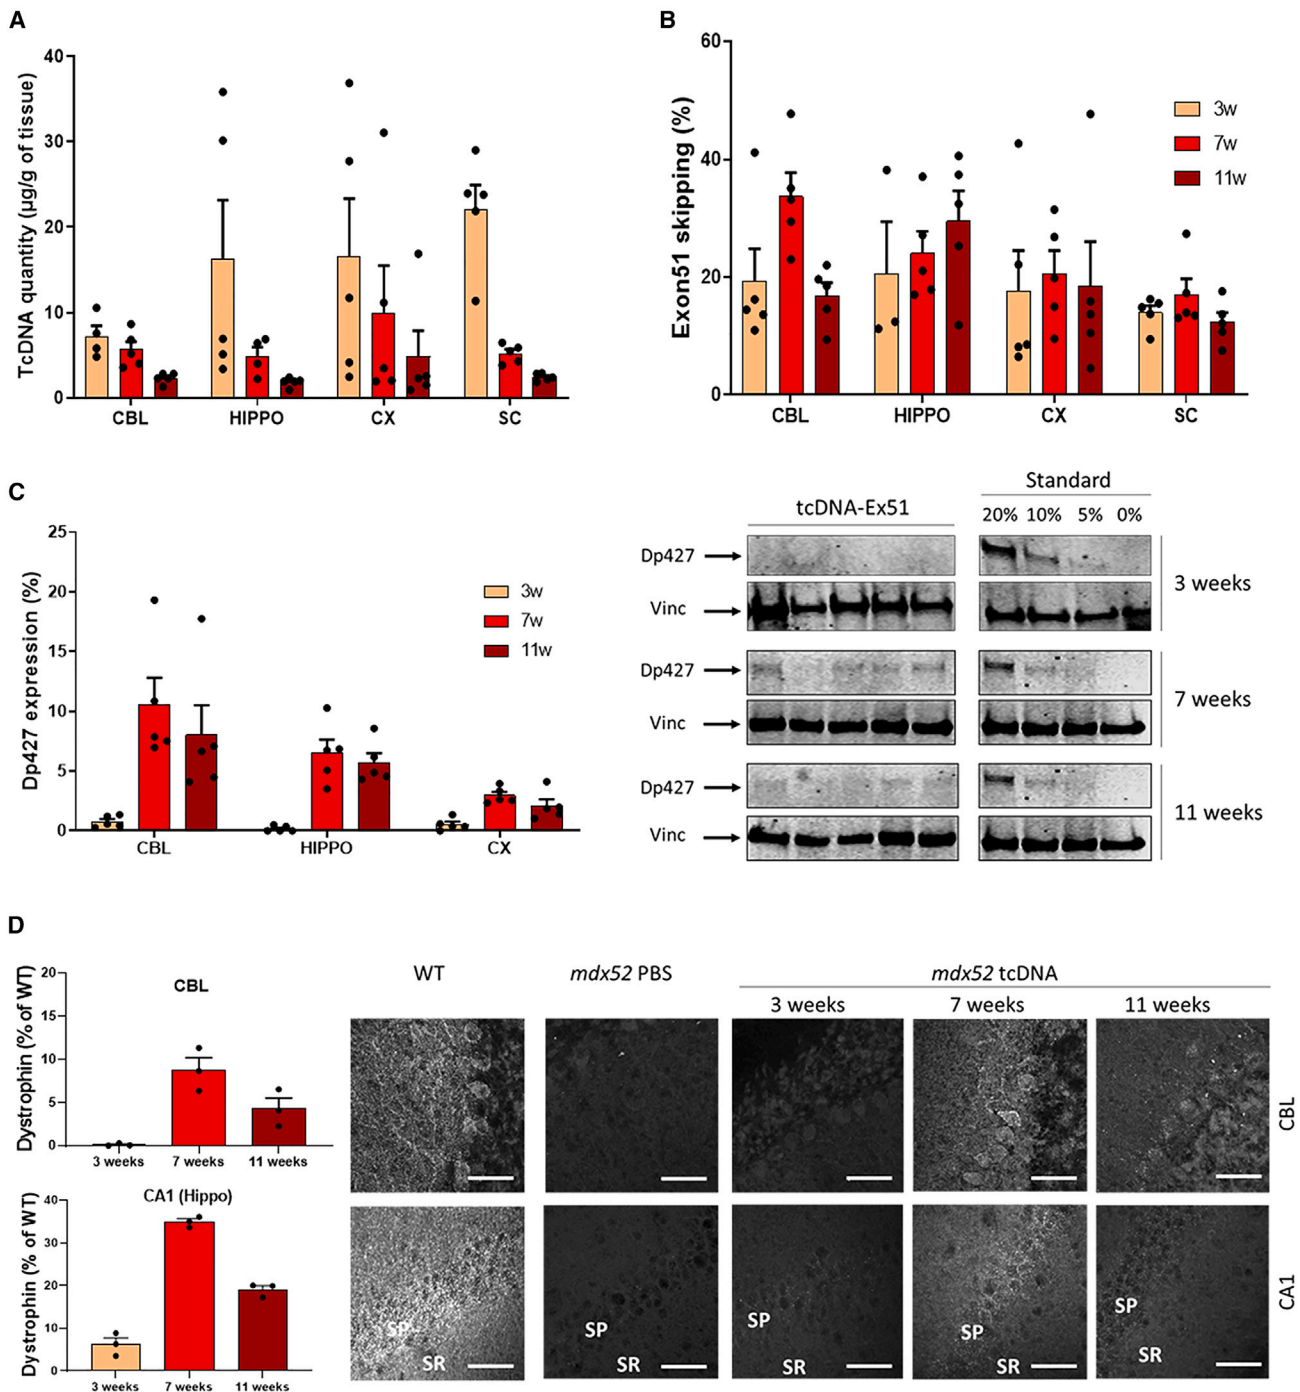 A
TcDNA quantity (µg/g of tissue)
40
30
20
10
0
CBL HIPPO CX SC
B
Exon51 skipping (%)
60
40
20
0
3w
7w
11w
CBL HIPPO CX SC
C
Dp427 expression (%)
25
20
15
10
5
0
3w
7w
11w
CBL HIPPO CX
tcDNA-Ex51
Standard
20% 10% 5% 0%
Dp427
Vinc
3 weeks
Dp427
Vinc
7 weeks
Dp427
Vinc
11 weeks
D
Dystrophin (% of WT)
CBL
20
15
10
5
0
3 weeks 7 weeks 11 weeks
Dystrophin (% of WT)
CA1 (Hippo)
40
30
20
10
0
3 weeks 7 weeks 11 weeks
WT
mdx52 PBS
mdx52 tcDNA
3 weeks 7 weeks 11 weeks
CBL
SP
SR
SP
SR
SP
SR
SP
SR
SP
SR
CA1